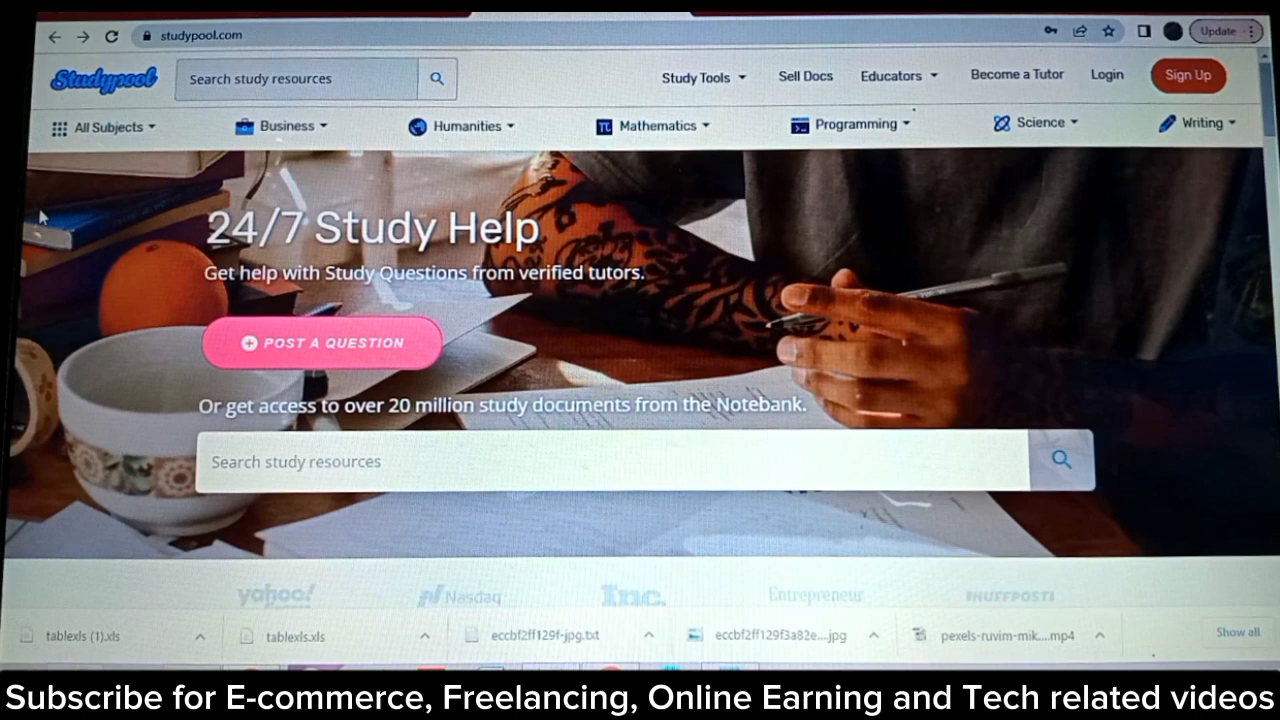 studypool.com
Update
Studypool
Search study resources
Study Tools
Sell Docs
Educators
Become a Tutor
Login
Sign Up
All Subjects
Business
Humanities
Mathematics
Programming
Science
Writing
24/7 Study Help
Get help with Study Questions from verified tutors.
POST A QUESTION
Or get access to over 20 million study documents from the Notebank.
Search study resources
yahoo!
Nasdaq
Inc.
Entrepreneur
HUFFPOST
tablexls (1).xls
tablexls.xls
eccbf2ff129f-jpg.txt
eccbf2ff129f3a82e...jpg
pexels-ruvim-mik....mp4
Show all
Subscribe for E-commerce, Freelancing, Online Earning and Tech related videos